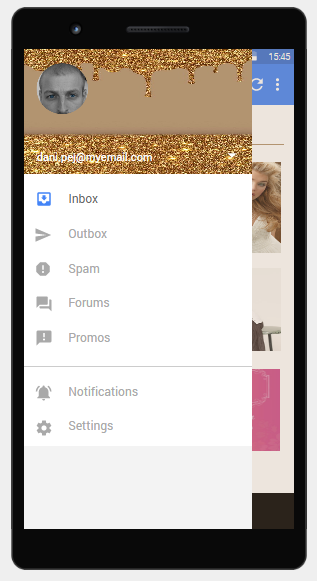 15:45
dani.pej@myemail.com
Inbox
Outbox
Spam
Forums
Promos
Notifications
Settings